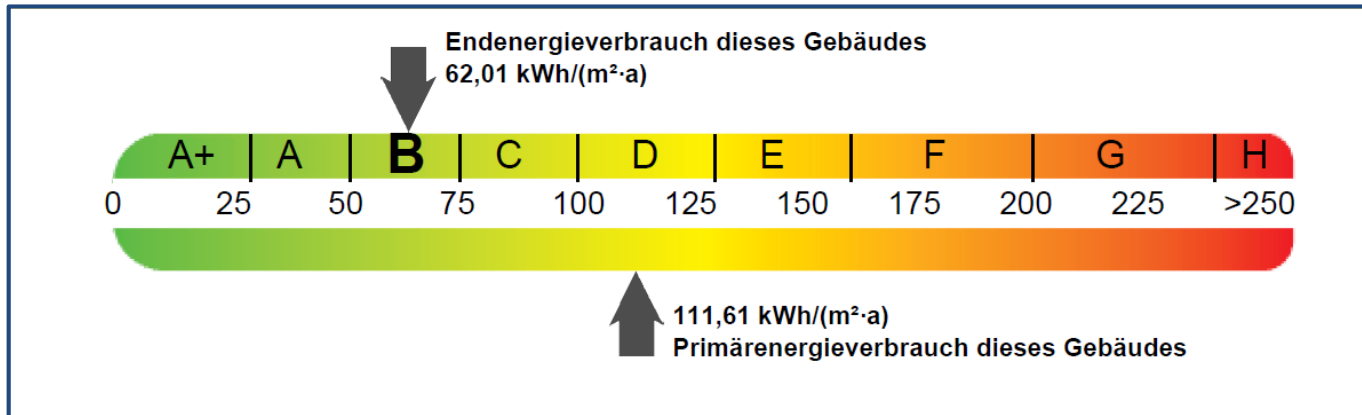 Endenergieverbrauch dieses Gebäudes
62,01 kWh/(m²·a)
A+ A B C D E F G H
0 25 50 75 100 125 150 175 200 225 >250
111,61 kWh/(m²·a)
Primärenergieverbrauch dieses Gebäudes